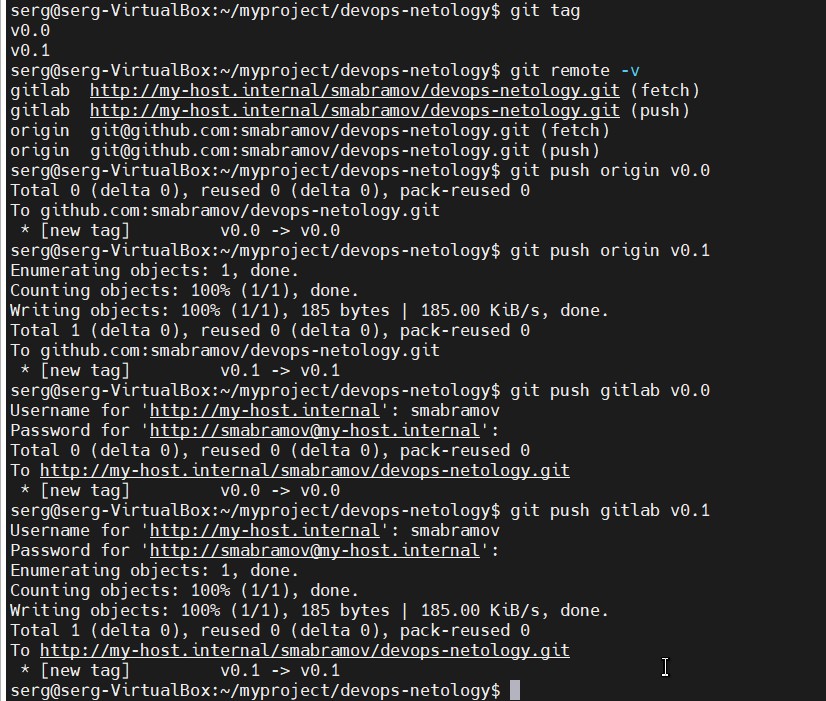 serg@serg-VirtualBox:~/myproject/devops-netology$ git tag
v0.0
v0.1
serg@serg-VirtualBox:~/myproject/devops-netology$ git remote -v
gitlab  http://my-host.internal/smabramov/devops-netology.git (fetch)
gitlab  http://my-host.internal/smabramov/devops-netology.git (push)
origin  git@github.com:smabramov/devops-netology.git (fetch)
origin  git@github.com:smabramov/devops-netology.git (push)
serg@serg-VirtualBox:~/myproject/devops-netology$ git push origin v0.0
Total 0 (delta 0), reused 0 (delta 0), pack-reused 0
To github.com:smabramov/devops-netology.git
 * [new tag]         v0.0 -> v0.0
serg@serg-VirtualBox:~/myproject/devops-netology$ git push origin v0.1
Enumerating objects: 1, done.
Counting objects: 100% (1/1), done.
Writing objects: 100% (1/1), 185 bytes | 185.00 KiB/s, done.
Total 1 (delta 0), reused 0 (delta 0), pack-reused 0
To github.com:smabramov/devops-netology.git
 * [new tag]         v0.1 -> v0.1
serg@serg-VirtualBox:~/myproject/devops-netology$ git push gitlab v0.0
Username for 'http://my-host.internal': smabramov
Password for 'http://smabramov@my-host.internal':
Total 0 (delta 0), reused 0 (delta 0), pack-reused 0
To http://my-host.internal/smabramov/devops-netology.git
 * [new tag]         v0.0 -> v0.0
serg@serg-VirtualBox:~/myproject/devops-netology$ git push gitlab v0.1
Username for 'http://my-host.internal': smabramov
Password for 'http://smabramov@my-host.internal':
Enumerating objects: 1, done.
Counting objects: 100% (1/1), done.
Writing objects: 100% (1/1), 185 bytes | 185.00 KiB/s, done.
Total 1 (delta 0), reused 0 (delta 0), pack-reused 0
To http://my-host.internal/smabramov/devops-netology.git
 * [new tag]         v0.1 -> v0.1
serg@serg-VirtualBox:~/myproject/devops-netology$